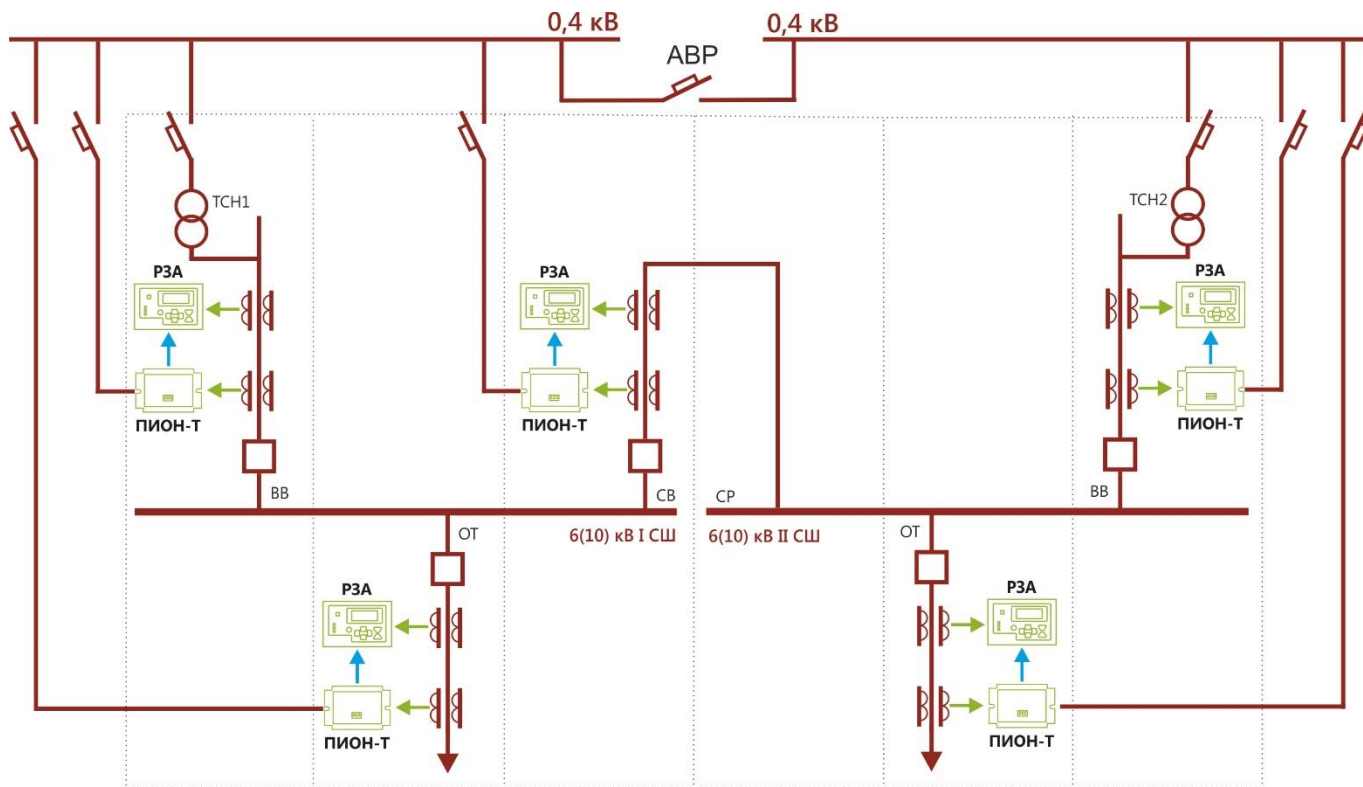 0,4 кВ
0,4 кВ
АВР
ТСН1
ТСН2
РЗА
РЗА
РЗА
ПИОН-Т
ПИОН-Т
ПИОН-Т
ВВ
СВ
СР
ВВ
ОТ
6(10) кВ I СШ
6(10) кВ II СШ
ОТ
РЗА
РЗА
ПИОН-Т
ПИОН-Т